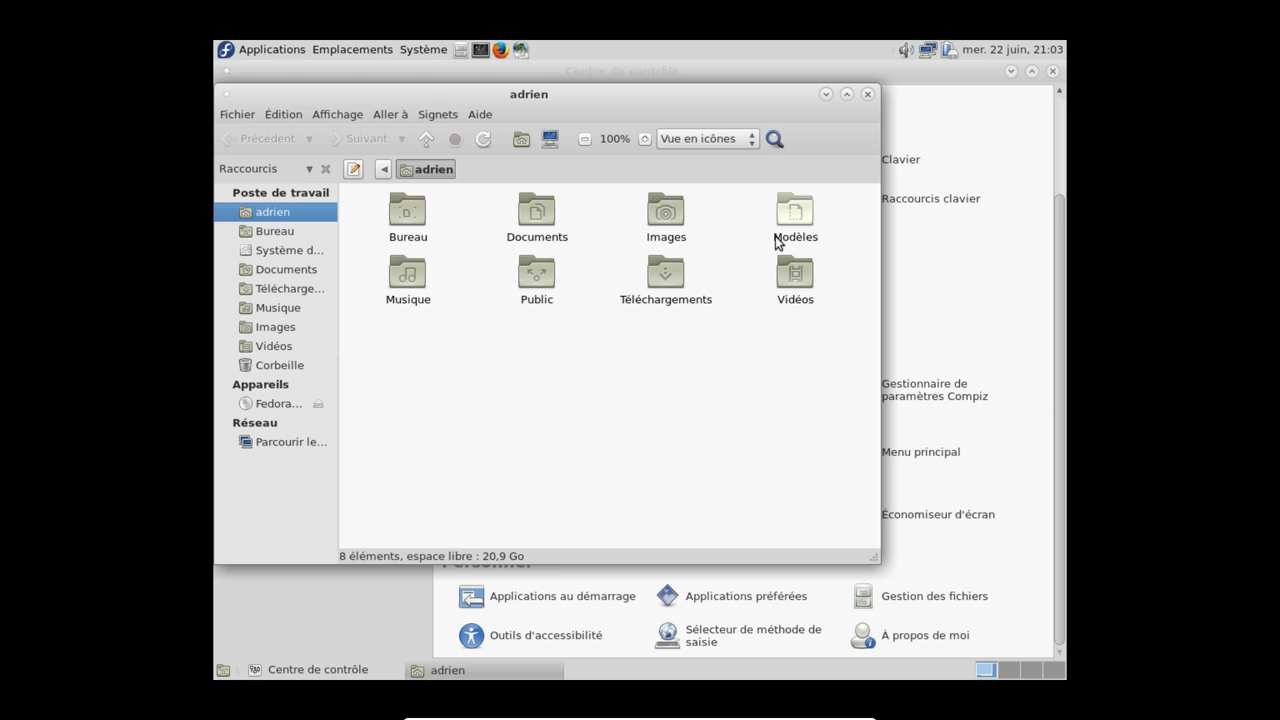 Applications Emplacements Système mer. 22 juin, 21:03
Centre de contrôle
adrien
Fichier Édition Affichage Aller à Signets Aide
Précédent Suivant 100% Vue en icônes
Raccourcis adrien
Poste de travail
adrien
Bureau
Système d...
Documents
Télécharge...
Musique
Images
Vidéos
Corbeille
Appareils
Fedora...
Réseau
Parcourir le...
Bureau Documents Images Modèles
Musique Public Téléchargements Vidéos
8 éléments, espace libre : 20,9 Go
Clavier
Raccourcis clavier
Gestionnaire de
paramètres Compiz
Menu principal
Économiseur d'écran
Personnel
Applications au démarrage Applications préférées Gestion des fichiers
Outils d'accessibilité Sélecteur de méthode de
saisie
À propos de moi
Centre de contrôle adrien